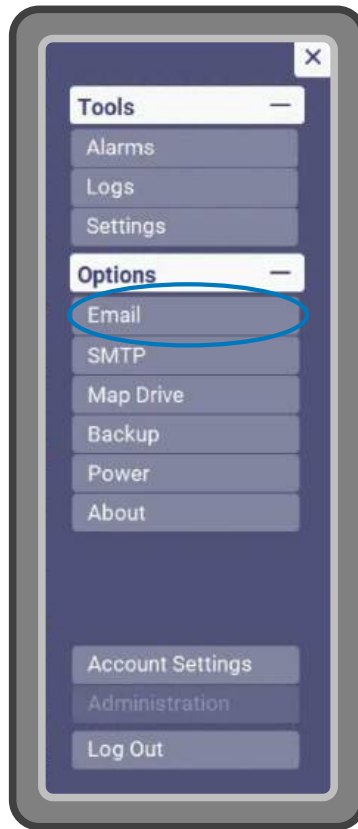 ×
Tools —
Alarms
Logs
Settings
Options —
Email
SMTP
Map Drive
Backup
Power
About
Account Settings
Administration
Log Out